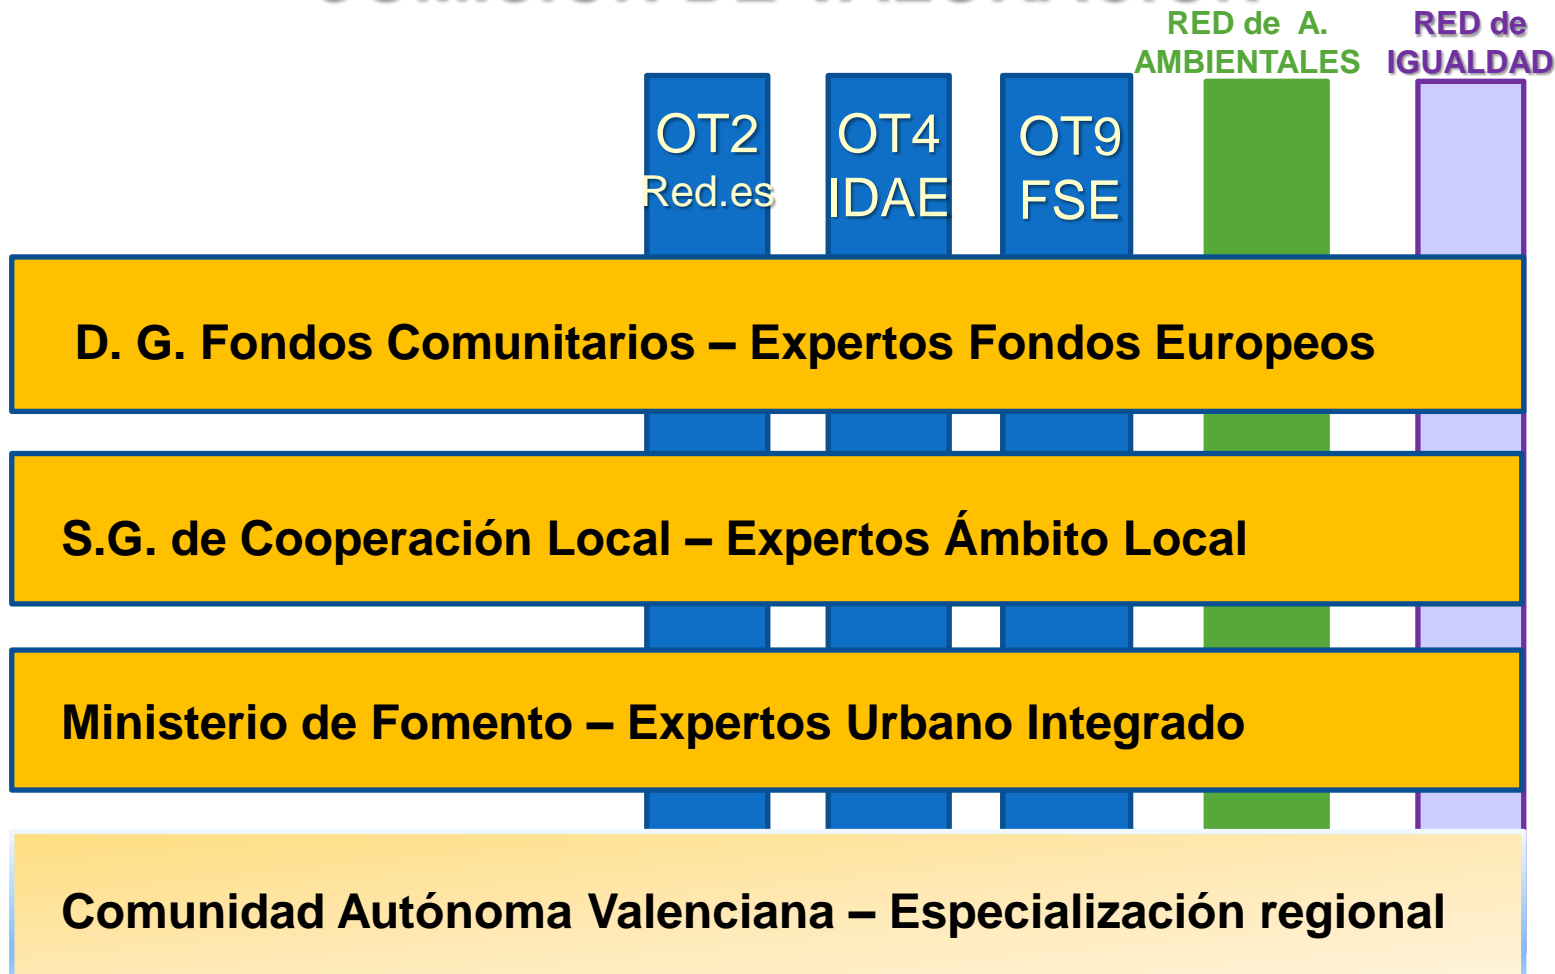 RED de A.
AMBIENTALES
RED de
IGUALDAD
OT2
Red.es
OT4
IDAE
OT9
FSE
D. G. Fondos Comunitarios – Expertos Fondos Europeos
S.G. de Cooperación Local – Expertos Ámbito Local
Ministerio de Fomento – Expertos Urbano Integrado
Comunidad Autónoma Valenciana – Especialización regional